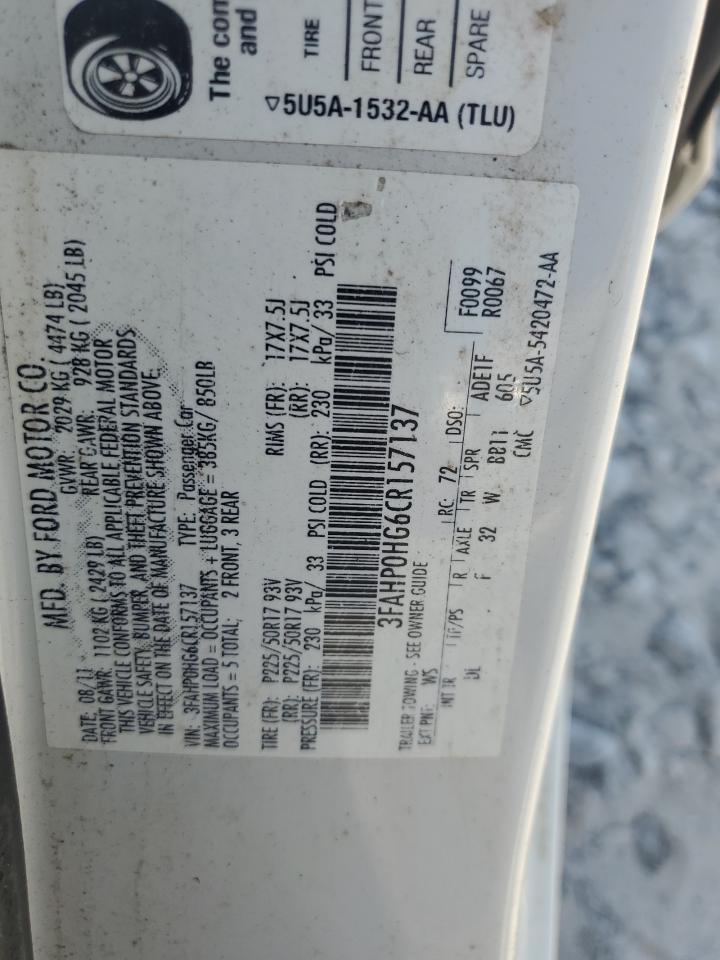 The com
and
TIRE
FRONT
REAR
SPARE
▽5U5A-1532-AA (TLU)
MFD. BY FORD MOTOR CO.
DATE: 08/11 GVWR: 2029 KG ( 4474 LB)
FRONT GAWR: 1102 KG ( 2429 LB) REAR GAWR: 928 KG ( 2045 LB)
THIS VEHICLE CONFORMS TO ALL APPLICABLE FEDERAL MOTOR
VEHICLE SAFETY, BUMPER, AND THEFT PREVENTION STANDARDS
IN EFFECT ON THE DATE OF MANUFACTURE SHOWN ABOVE.
VIN: 3FAHP0HG6CR157137 TYPE: Passenger Car
MAXIMUM LOAD = OCCUPANTS + LUGGAGE = 385KG/ 850LB
OCCUPANTS = 5 TOTAL; 2 FRONT, 3 REAR
TIRE (FR): P225/50R17 93V RIMS (FR): 17X7.5J
(RR): P225/50R17 93V (RR): 17X7.5J
PRESSURE (FR): 230 kPa/ 33 PSI COLD (RR): 230 kPa/ 33 PSI COLD
3FAHP0HG6CR157137
TRAILER TOWING - SEE OWNER GUIDE
EXT PNT: WS RC: 72 DSO: F0099
R0067
INT TR TP/PS R AXLE TR SPR ADE1F
DL F 32 W BB11 605
CMC ▽5U5A-5420472-AA